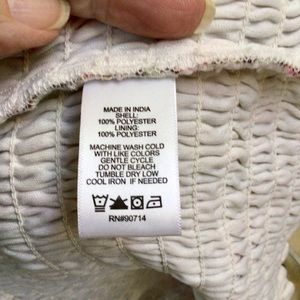 MADE IN INDIA
SHELL:
100% POLYESTER
LINING:
100% POLYESTER
MACHINE WASH COLD
WITH LIKE COLORS
GENTLE CYCLE
DO NOT BLEACH
TUMBLE DRY LOW
COOL IRON IF NEEDED
RN#90714